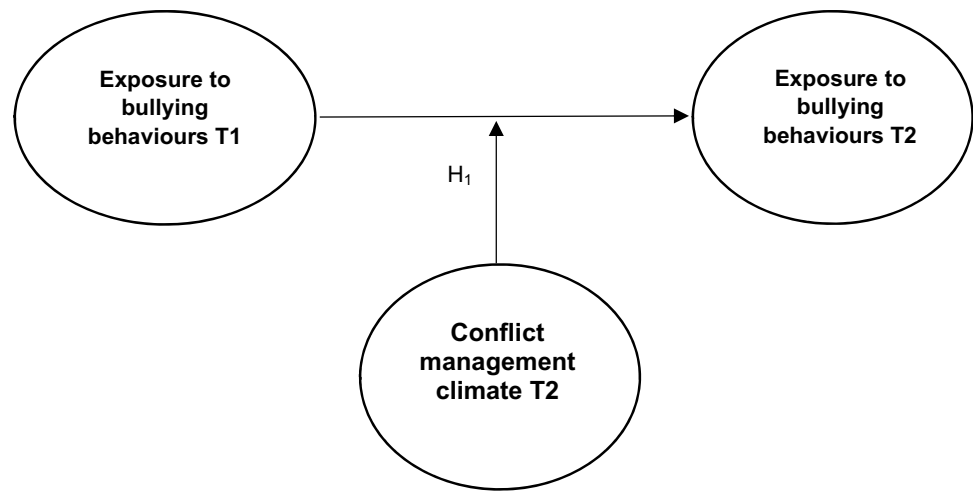 Exposure to
bullying
behaviours T1
Exposure to
bullying
behaviours T2
H₁
Conflict
management
climate T2